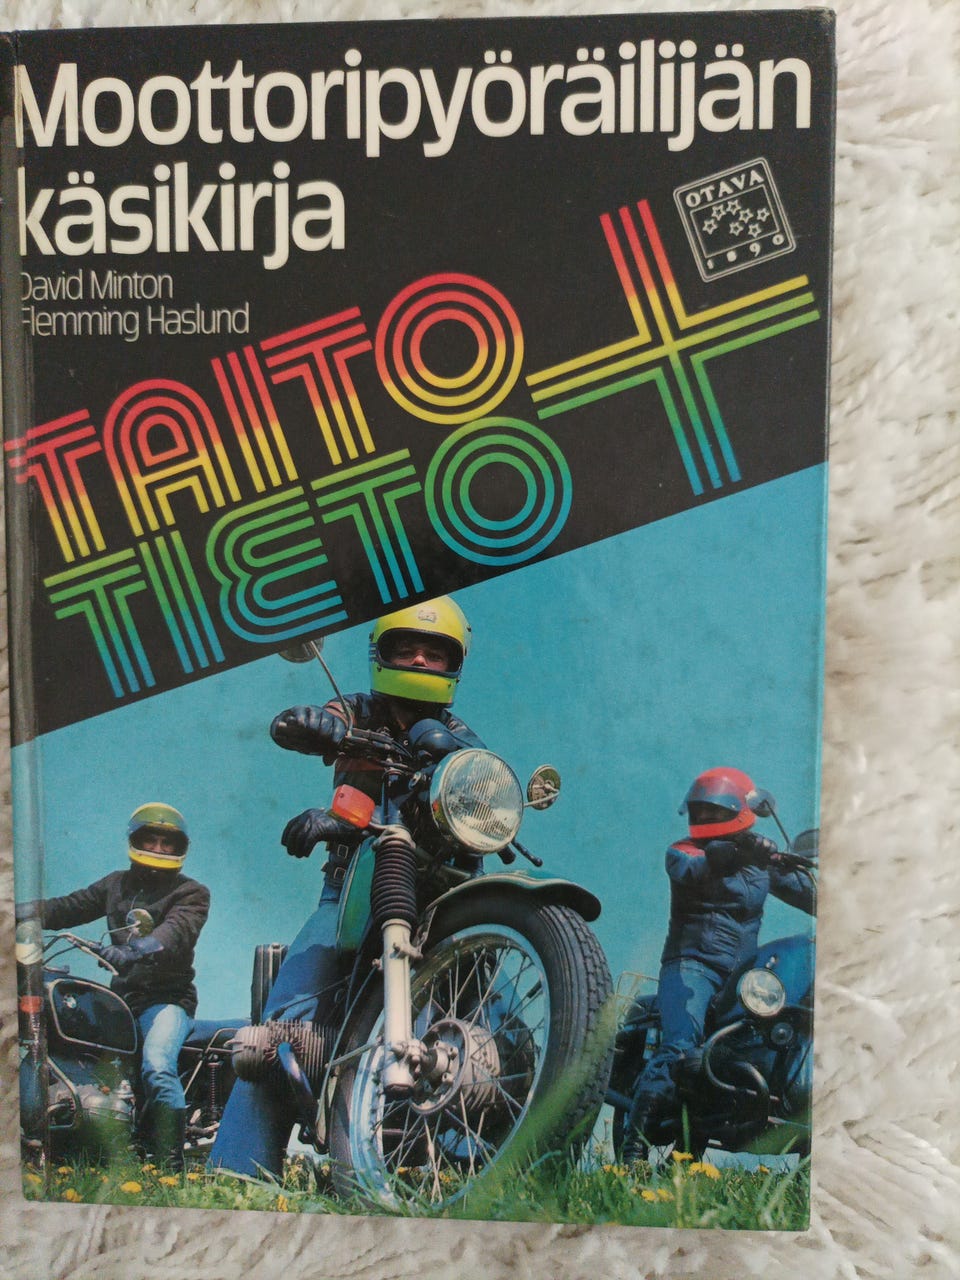 Moottoripyöräilijän
käsikirja
David Minton
Flemming Haslund
OTAVA
1890
TAITO
TIETO